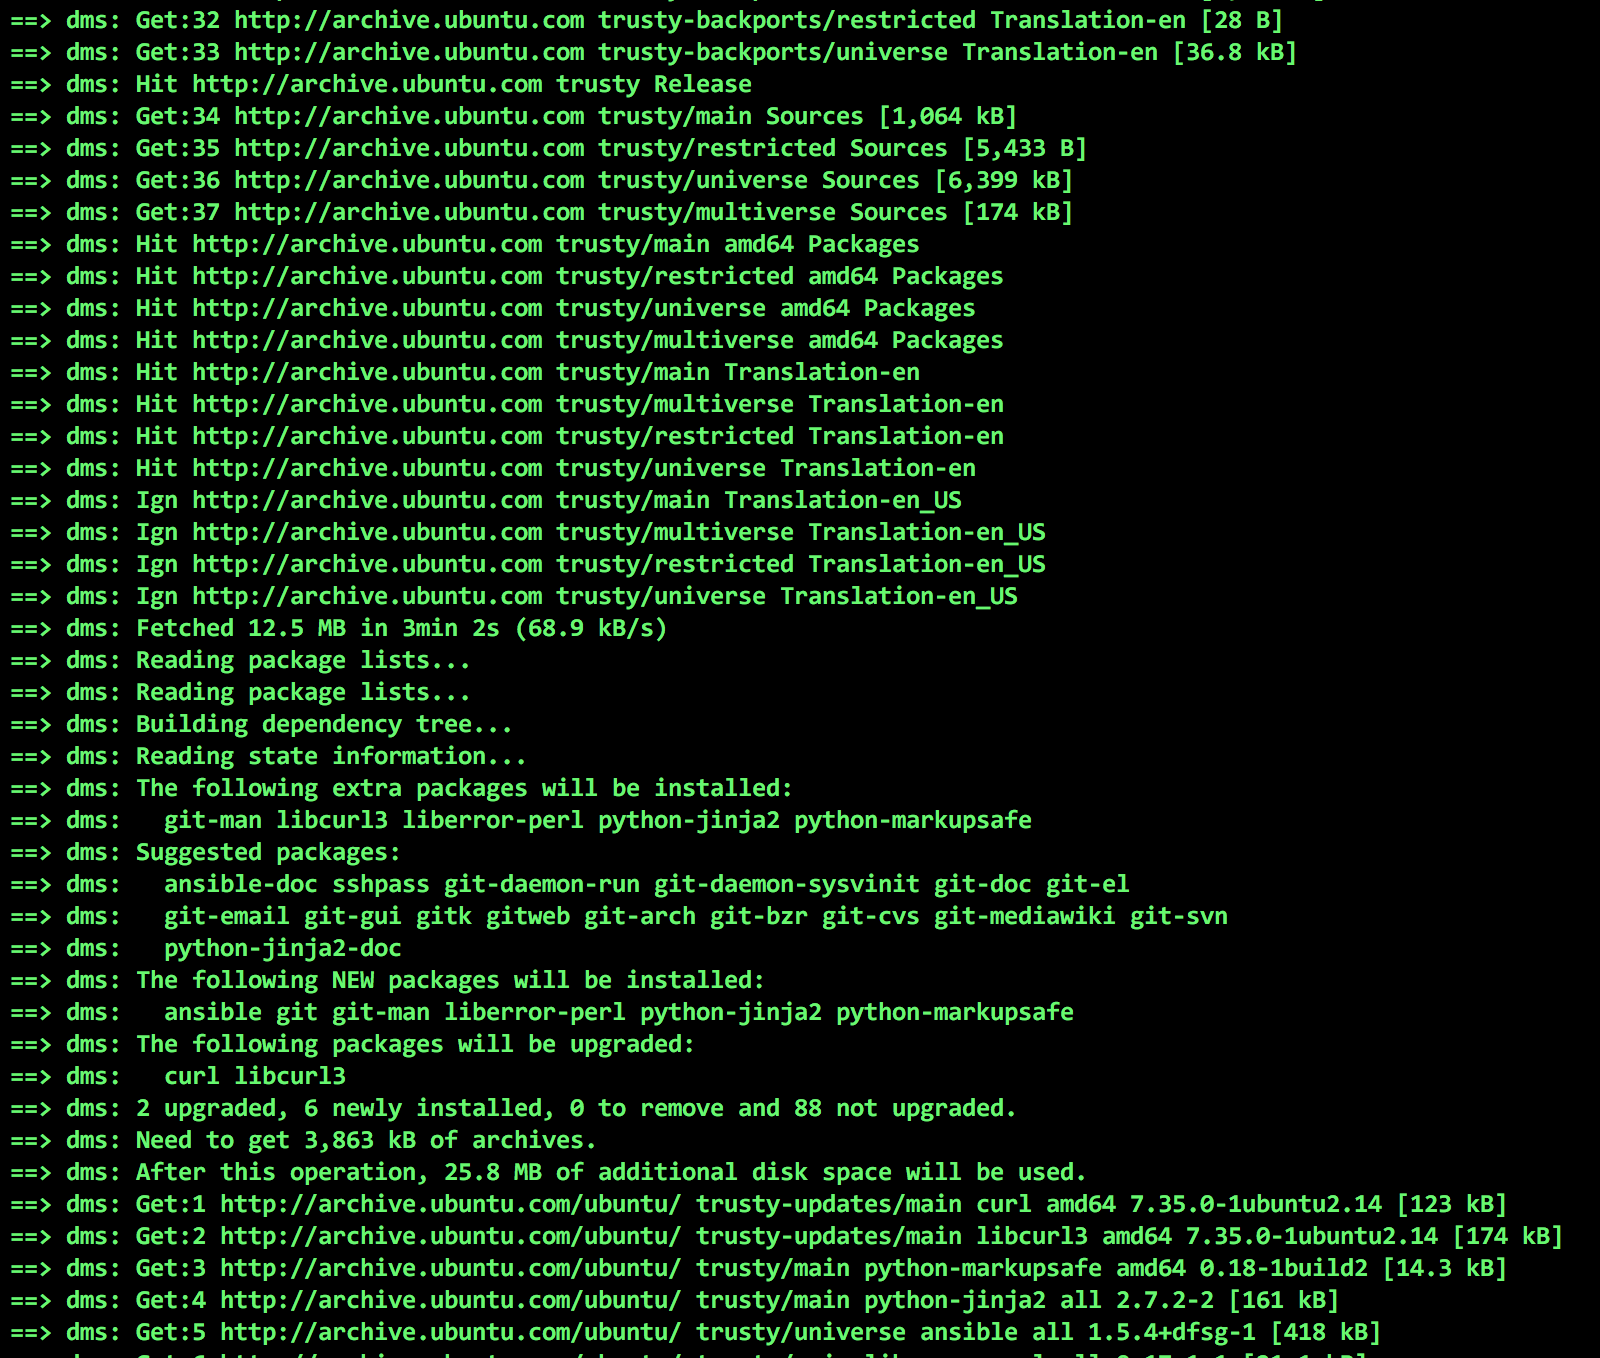 ==> dms: Get:32 http://archive.ubuntu.com trusty-backports/restricted Translation-en [28 B]
==> dms: Get:33 http://archive.ubuntu.com trusty-backports/universe Translation-en [36.8 kB]
==> dms: Hit http://archive.ubuntu.com trusty Release
==> dms: Get:34 http://archive.ubuntu.com trusty/main Sources [1,064 kB]
==> dms: Get:35 http://archive.ubuntu.com trusty/restricted Sources [5,433 B]
==> dms: Get:36 http://archive.ubuntu.com trusty/universe Sources [6,399 kB]
==> dms: Get:37 http://archive.ubuntu.com trusty/multiverse Sources [174 kB]
==> dms: Hit http://archive.ubuntu.com trusty/main amd64 Packages
==> dms: Hit http://archive.ubuntu.com trusty/restricted amd64 Packages
==> dms: Hit http://archive.ubuntu.com trusty/universe amd64 Packages
==> dms: Hit http://archive.ubuntu.com trusty/multiverse amd64 Packages
==> dms: Hit http://archive.ubuntu.com trusty/main Translation-en
==> dms: Hit http://archive.ubuntu.com trusty/multiverse Translation-en
==> dms: Hit http://archive.ubuntu.com trusty/restricted Translation-en
==> dms: Hit http://archive.ubuntu.com trusty/universe Translation-en
==> dms: Ign http://archive.ubuntu.com trusty/main Translation-en_US
==> dms: Ign http://archive.ubuntu.com trusty/multiverse Translation-en_US
==> dms: Ign http://archive.ubuntu.com trusty/restricted Translation-en_US
==> dms: Ign http://archive.ubuntu.com trusty/universe Translation-en_US
==> dms: Fetched 12.5 MB in 3min 2s (68.9 kB/s)
==> dms: Reading package lists...
==> dms: Reading package lists...
==> dms: Building dependency tree...
==> dms: Reading state information...
==> dms: The following extra packages will be installed:
==> dms:   git-man libcurl3 liberror-perl python-jinja2 python-markupsafe
==> dms: Suggested packages:
==> dms:   ansible-doc sshpass git-daemon-run git-daemon-sysvinit git-doc git-el
==> dms:   git-email git-gui gitk gitweb git-arch git-bzr git-cvs git-mediawiki git-svn
==> dms:   python-jinja2-doc
==> dms: The following NEW packages will be installed:
==> dms:   ansible git git-man liberror-perl python-jinja2 python-markupsafe
==> dms: The following packages will be upgraded:
==> dms:   curl libcurl3
==> dms: 2 upgraded, 6 newly installed, 0 to remove and 88 not upgraded.
==> dms: Need to get 3,863 kB of archives.
==> dms: After this operation, 25.8 MB of additional disk space will be used.
==> dms: Get:1 http://archive.ubuntu.com/ubuntu/ trusty-updates/main curl amd64 7.35.0-1ubuntu2.14 [123 kB]
==> dms: Get:2 http://archive.ubuntu.com/ubuntu/ trusty-updates/main libcurl3 amd64 7.35.0-1ubuntu2.14 [174 kB]
==> dms: Get:3 http://archive.ubuntu.com/ubuntu/ trusty/main python-markupsafe amd64 0.18-1build2 [14.3 kB]
==> dms: Get:4 http://archive.ubuntu.com/ubuntu/ trusty/main python-jinja2 all 2.7.2-2 [161 kB]
==> dms: Get:5 http://archive.ubuntu.com/ubuntu/ trusty/universe ansible all 1.5.4+dfsg-1 [418 kB]